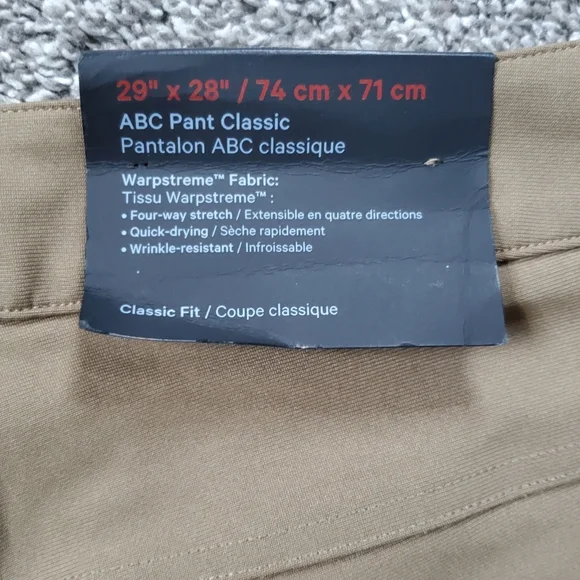 29" x 28" / 74 cm x 71 cm
ABC Pant Classic
Pantalon ABC classique
Warpstreme™ Fabric:
Tissu Warpstreme™ :
• Four-way stretch / Extensible en quatre directions
• Quick-drying / Sèche rapidement
• Wrinkle-resistant / Infroissable
Classic Fit / Coupe classique